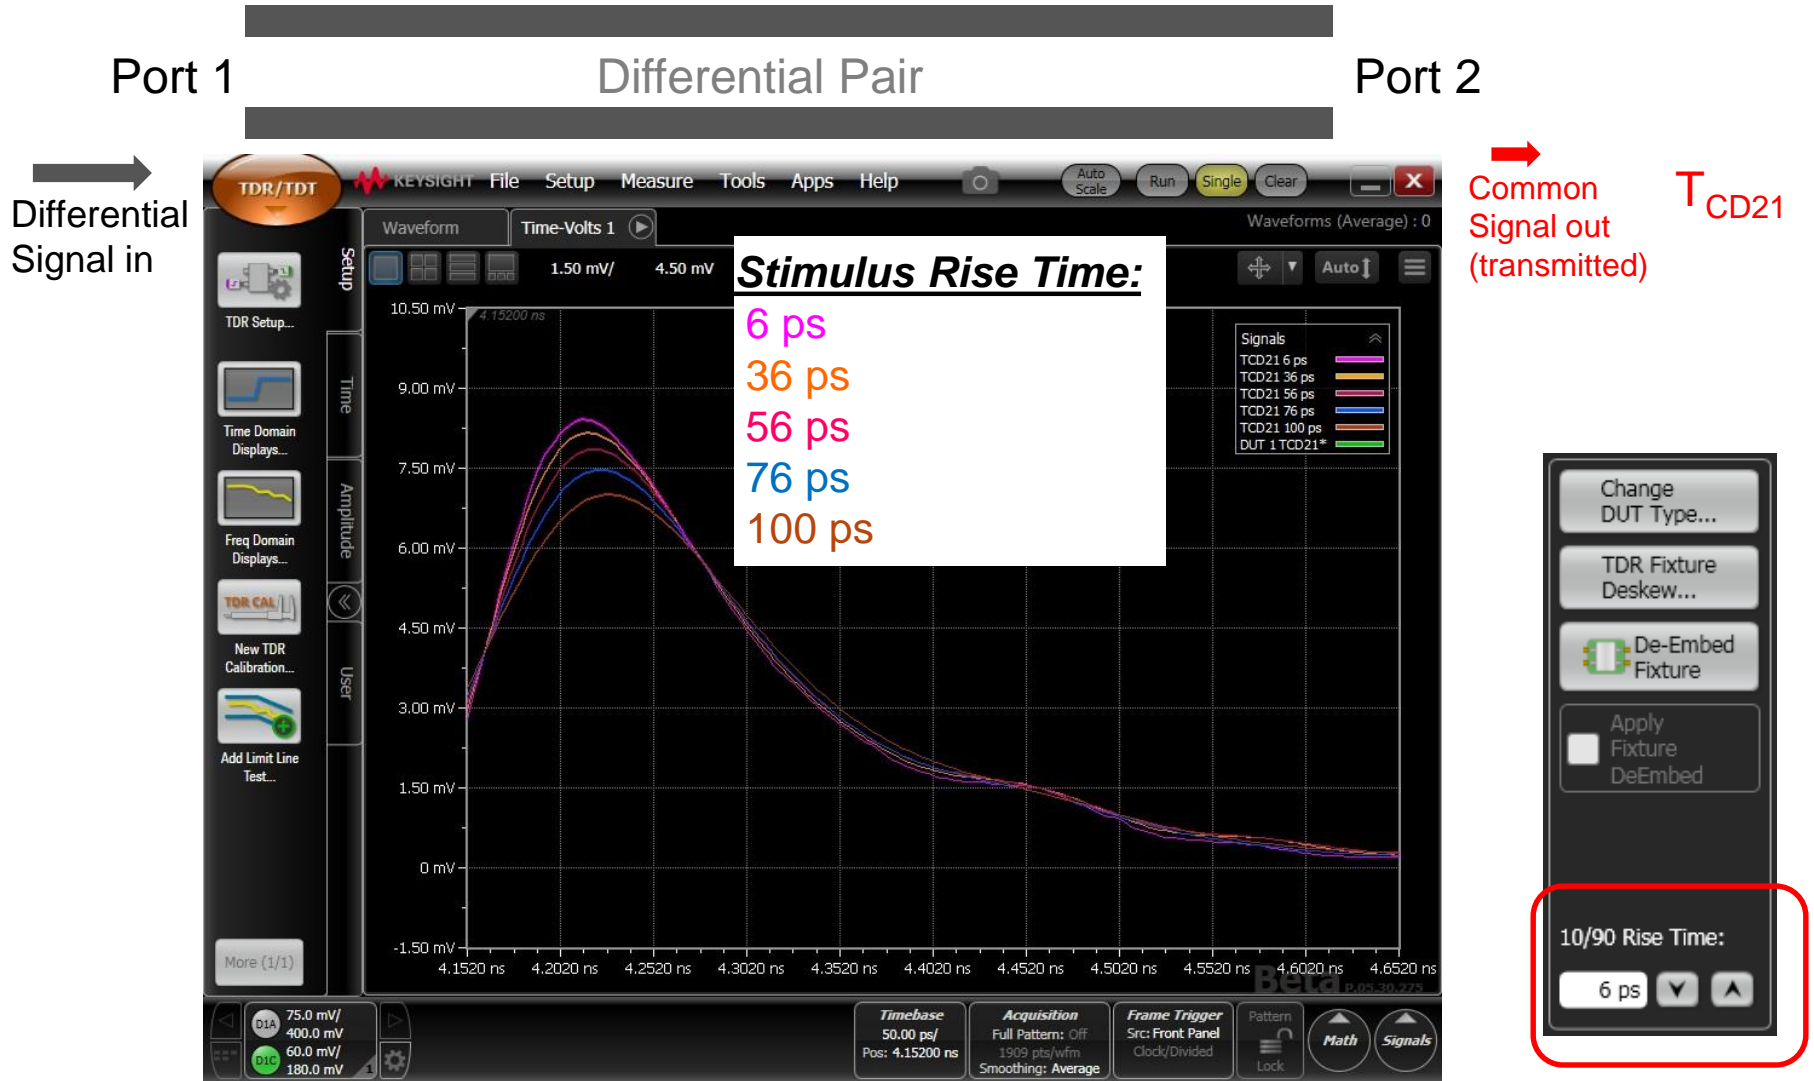 Port 1
Differential Pair
Port 2
Differential
Signal in
Common
Signal out
(transmitted)
TCD21
TDR/TDT
KEYSIGHT File Setup Measure Tools Apps Help
Auto
Scale
Run
Single
Clear
X
Waveform
Time-Volts 1
Waveforms (Average) : 0
1.50 mV/
4.50 mV
Auto
Stimulus Rise Time:
6 ps
36 ps
56 ps
76 ps
100 ps
Setup
Time
Amplitude
User
TDR Setup...
Time Domain
Displays...
Freq Domain
Displays...
TDR CAL
New TDR
Calibration...
Add Limit Line
Test...
More (1/1)
4.15200 ns
10.50 mV
9.00 mV
7.50 mV
6.00 mV
4.50 mV
3.00 mV
1.50 mV
0 mV
-1.50 mV
4.1520 ns 4.2020 ns 4.2520 ns 4.3020 ns 4.3520 ns 4.4020 ns 4.4520 ns 4.5020 ns 4.5520 ns 4.6020 ns 4.6520 ns
Signals
TCD21 6 ps
TCD21 36 ps
TCD21 56 ps
TCD21 76 ps
TCD21 100 ps
DUT 1 TCD21*
Beta P.05.30.275
D1A 75.0 mV/
400.0 mV
D1C 60.0 mV/
180.0 mV
1
Timebase
50.00 ps/
Pos: 4.15200 ns
Acquisition
Full Pattern: Off
1909 pts/wfm
Smoothing: Average
Frame Trigger
Src: Front Panel
Clock/Divided
Pattern
Lock
Math
Signals
Change
DUT Type...
TDR Fixture
Deskew...
De-Embed
Fixture
Apply
Fixture
DeEmbed
10/90 Rise Time:
6 ps